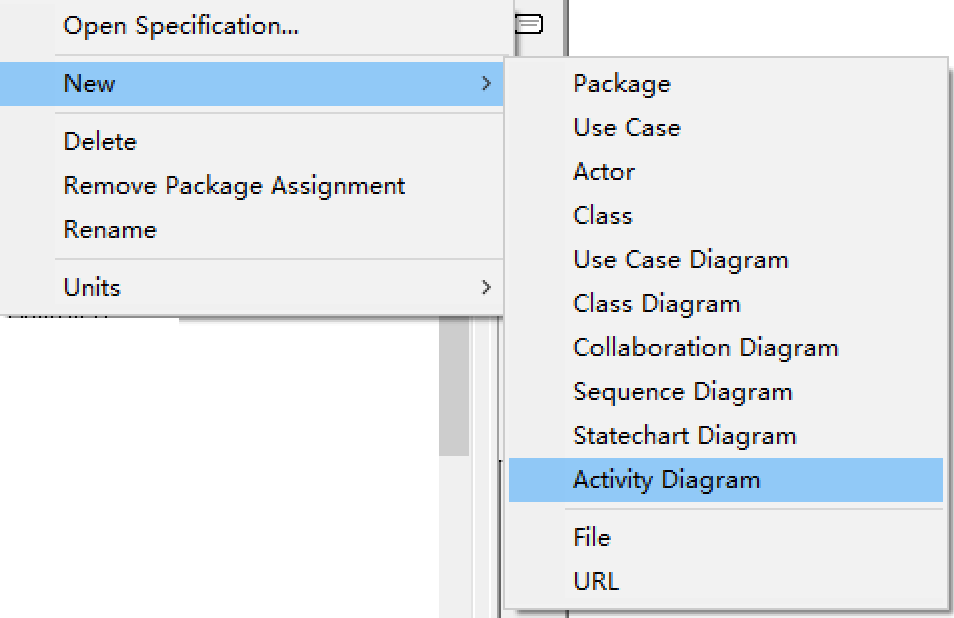 Open Specification...
New
Delete
Remove Package Assignment
Rename
Units
Package
Use Case
Actor
Class
Use Case Diagram
Class Diagram
Collaboration Diagram
Sequence Diagram
Statechart Diagram
Activity Diagram
File
URL